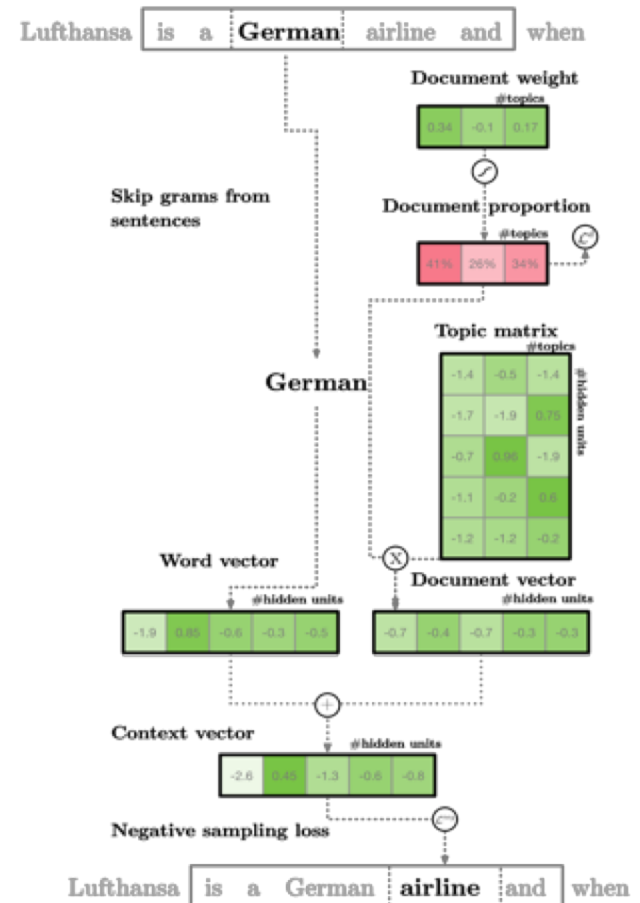 Lufthansa is a German airline and when
Document weight
#topics
0.34 -0.1 0.17
Skip grams from
sentences
Document proportion
#topics
41% 26% 34%
Topic matrix
#topics
#hidden units
-1.4 -0.5 -1.4
-1.7 -1.9 0.75
-0.7 0.96 -1.9
-1.1 -0.2 0.6
-1.2 -1.2 -0.2
German
X
Word vector
#hidden units
-1.9 0.85 -0.6 -0.3 -0.5
Document vector
#hidden units
-0.7 -0.4 -0.7 -0.3 -0.3
+
Context vector
#hidden units
-2.6 0.45 -1.3 -0.6 -0.8
Negative sampling loss
Lufthansa is a German airline and when